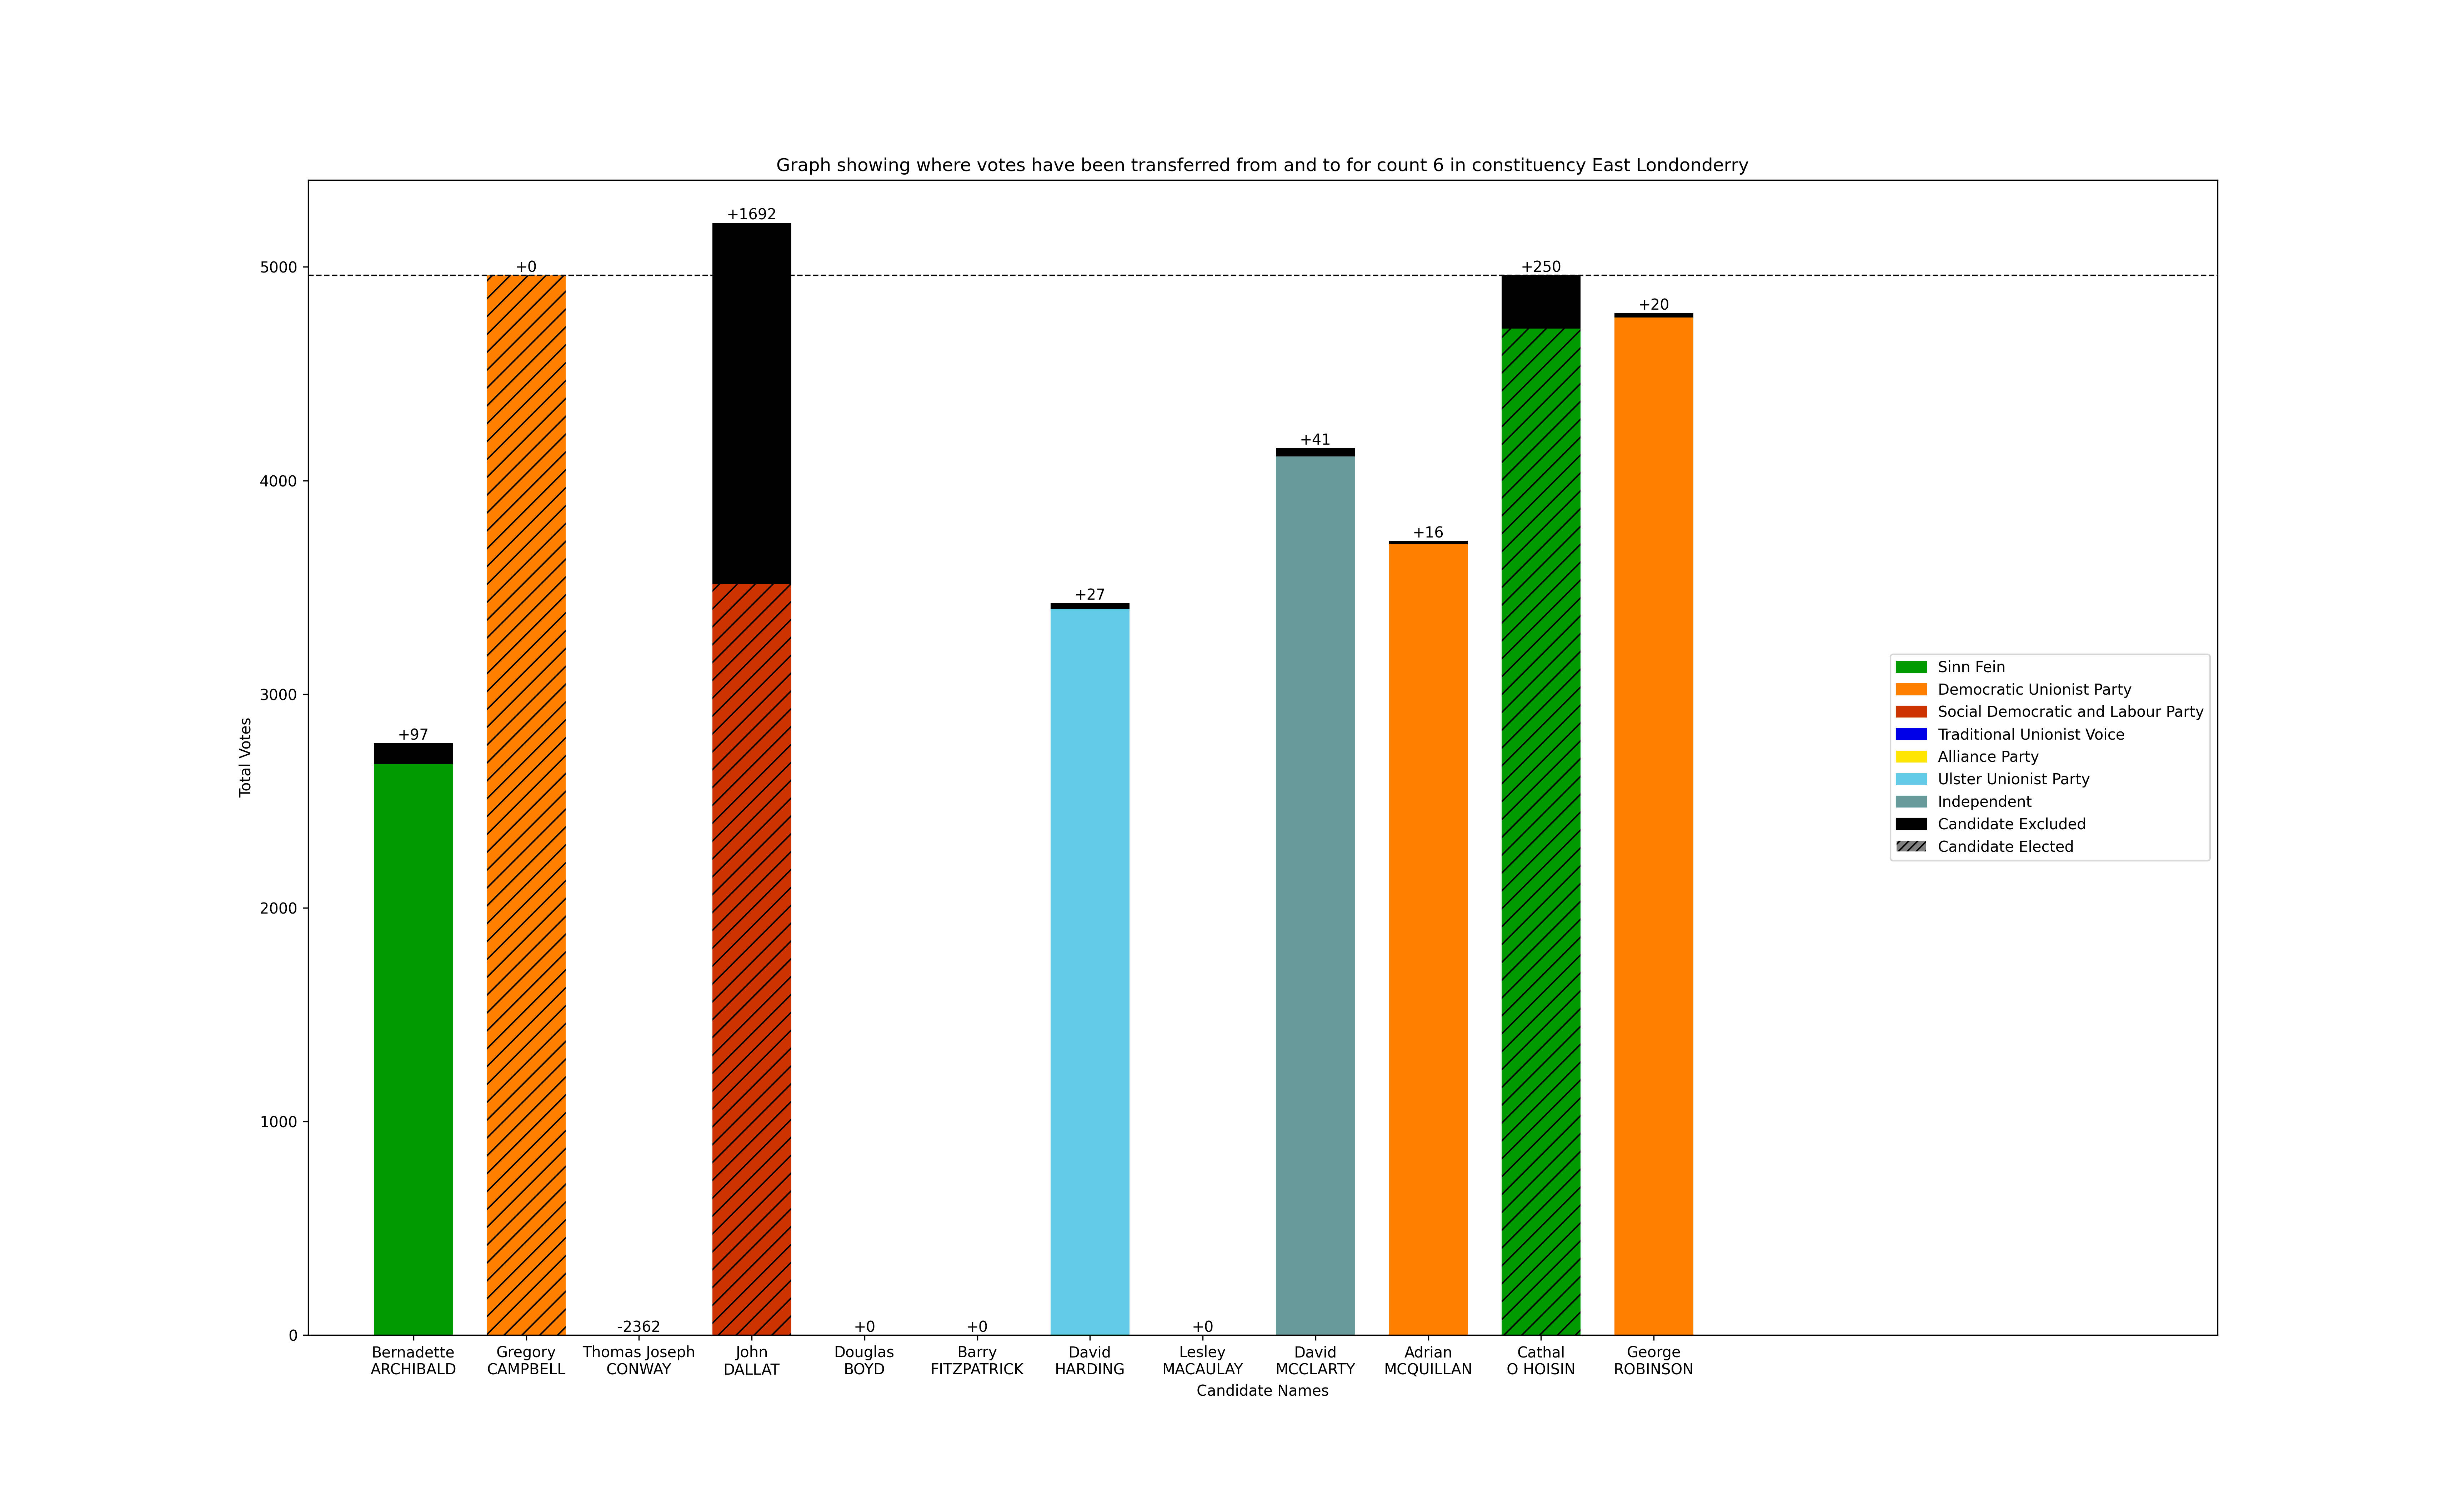 Graph showing where votes have been transferred from and to for count 6 in constituency East Londonderry
Total Votes
5000
4000
3000
2000
1000
0
+97
+0
-2362
+1692
+0
+0
+27
+0
+41
+16
+250
+20
Bernadette
ARCHIBALD
Gregory
CAMPBELL
Thomas Joseph
CONWAY
John
DALLAT
Douglas
BOYD
Barry
FITZPATRICK
David
HARDING
Lesley
MACAULAY
David
MCCLARTY
Adrian
MCQUILLAN
Cathal
O HOISIN
George
ROBINSON
Candidate Names
Sinn Fein
Democratic Unionist Party
Social Democratic and Labour Party
Traditional Unionist Voice
Alliance Party
Ulster Unionist Party
Independent
Candidate Excluded
Candidate Elected